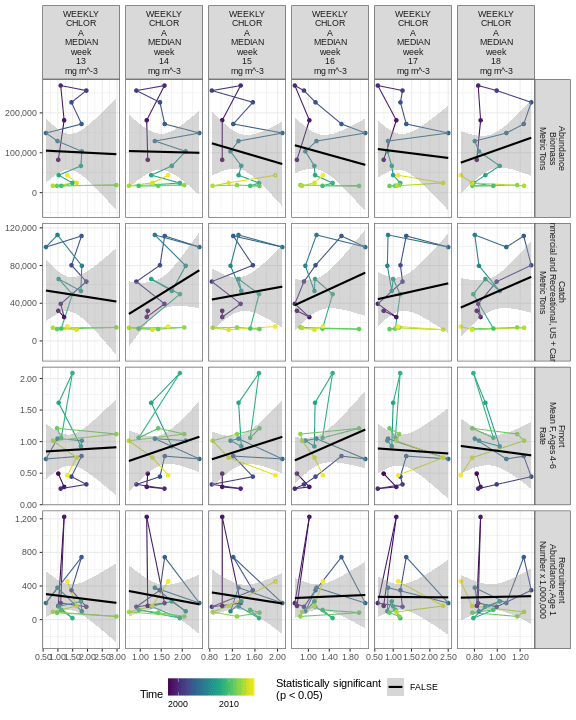 WEEKLY
CHLOR
A
MEDIAN
week
13
mg m^-3
WEEKLY
CHLOR
A
MEDIAN
week
14
mg m^-3
WEEKLY
CHLOR
A
MEDIAN
week
15
mg m^-3
WEEKLY
CHLOR
A
MEDIAN
week
16
mg m^-3
WEEKLY
CHLOR
A
MEDIAN
week
17
mg m^-3
WEEKLY
CHLOR
A
MEDIAN
week
18
mg m^-3
200,000
100,000
0
Abundance
Biomass
Metric Tons
120,000
80,000
40,000
0
Catch
mmercial and Recreational, US + Can
Metric Tons
2.00
1.50
1.00
0.50
0.00
Fmort
Mean F, Ages 4-6
Rate
1,200
800
400
0
Recruitment
Abundance, Age 1
Number x 1,000,000
0.50 1.00 1.50 2.00 2.50 3.00
1.00 1.50 2.00
0.80 1.20 1.60 2.00
1.00 1.40 1.80
0.50 1.00 1.50 2.00 2.50
0.80 1.00 1.20
Time
2000 2010
Statistically significant
(p < 0.05)
FALSE